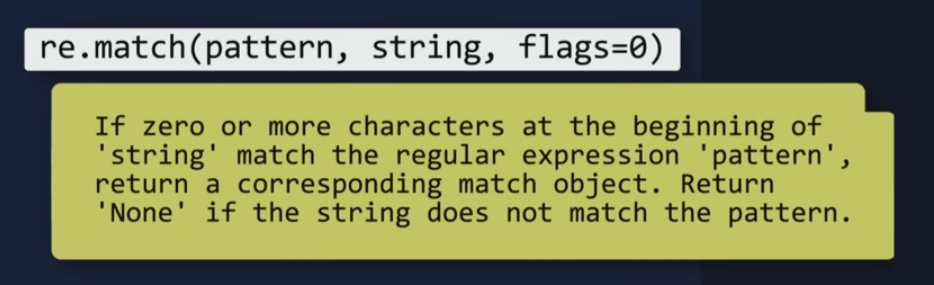 re.match(pattern, string, flags=0)
If zero or more characters at the beginning of
'string' match the regular expression 'pattern',
return a corresponding match object. Return
'None' if the string does not match the pattern.